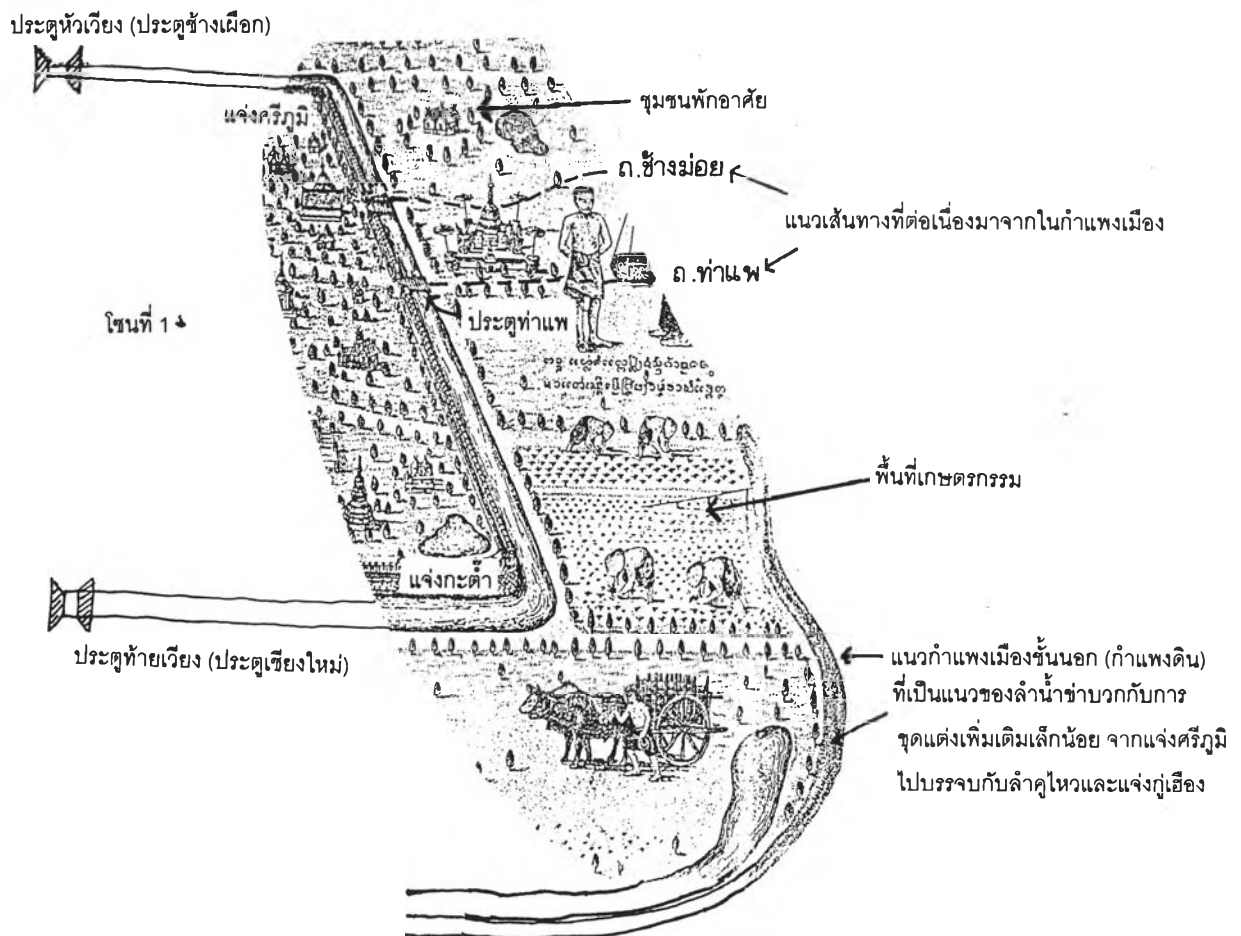 ประตูหัวเวียง (ประตูช้างเผือก)
แจ่งศรีภูมิ
ชุมชนพักอาศัย
ถ.ช้างม่อย
แนวเส้นทางที่ต่อเนื่องมาจากในกำแพงเมือง
ถ.ท่าแพ
โซนที่ 1
ประตูท่าแพ
พื้นที่เกษตรกรรม
แจ่งกะต๊ำ
ประตูท้ายเวียง (ประตูเชียงใหม่)
แนวกำแพงเมืองชั้นนอก (กำแพงดิน)
ที่เป็นแนวของลำน้ำข่าบวกกับการ
ขุดแต่งเพิ่มเติมเล็กน้อย จากแจ่งศรีภูมิ
ไปบรรจบกับลำคูไหวและแจ่งกู่เฮือง